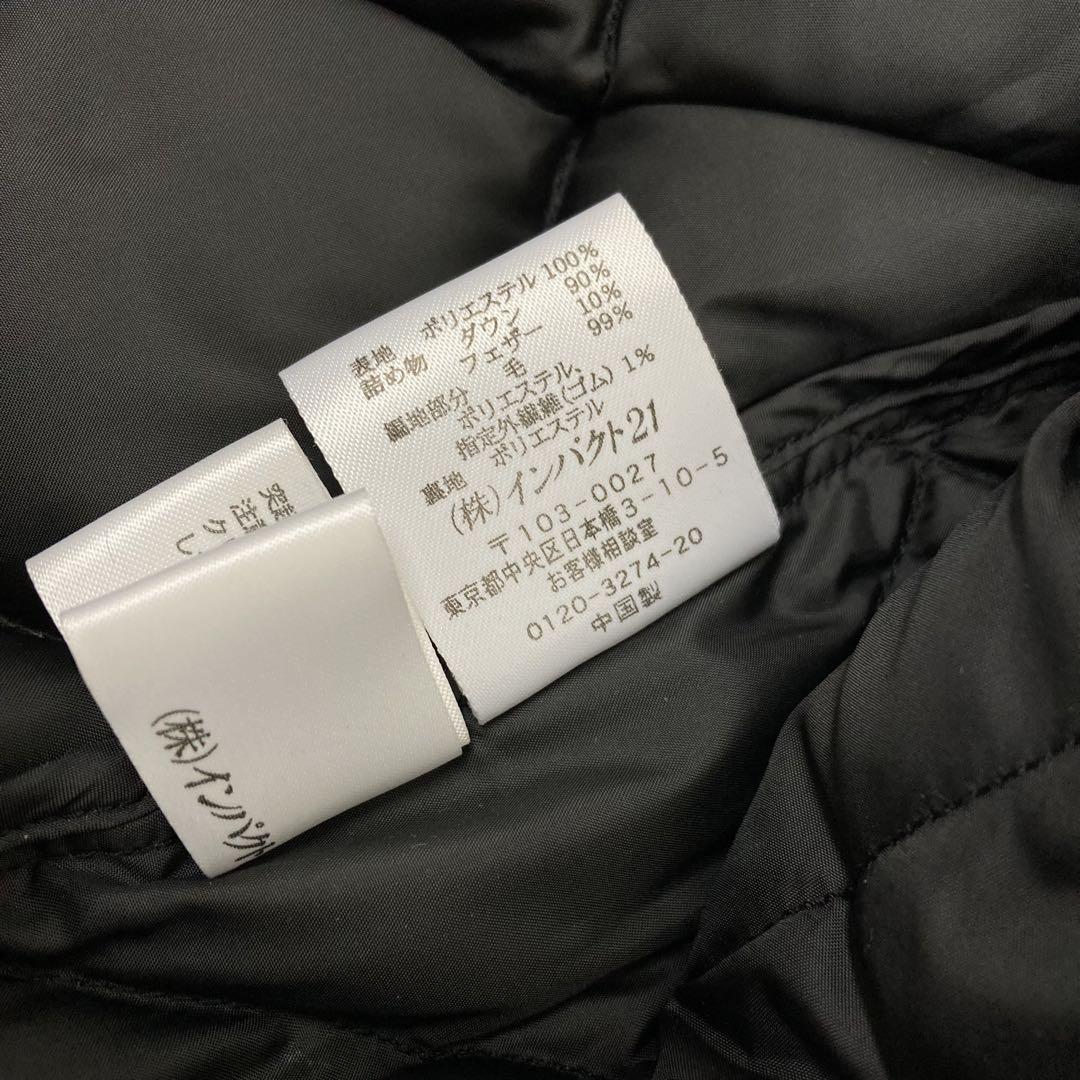 表地 ポリエステル 100%
詰め物 ダウン 90%
フェザー 10%
編地部分 毛 99%
ポリエステル、
指定外繊維(ゴム) 1%
裏地 ポリエステル
(株)インパクト21
〒103-0027
東京都中央区日本橋3-10-5
お客様相談室
0120-3274-20
中国製
注
クし
(株)インパクト